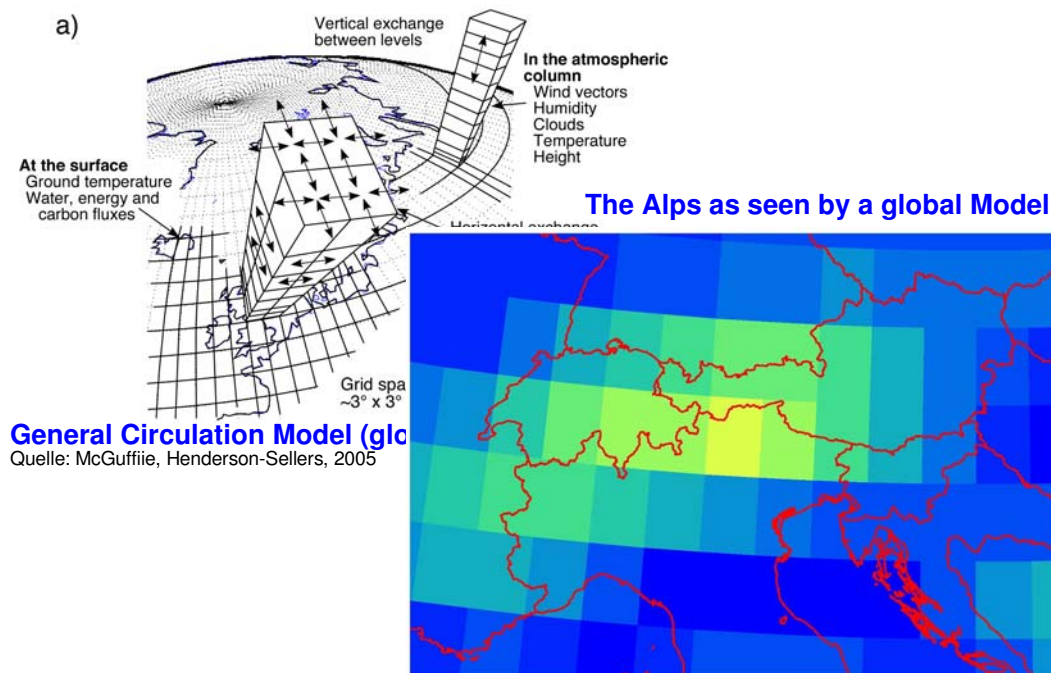 a)
Vertical exchange
between levels
In the atmospheric
column
Wind vectors
Humidity
Clouds
Temperature
Height
At the surface
Ground temperature
Water, energy and
carbon fluxes
The Alps as seen by a global Model
Horizontal exchange
Grid spa
~3° x 3°
General Circulation Model (glo
Quelle: McGuffiie, Henderson-Sellers, 2005